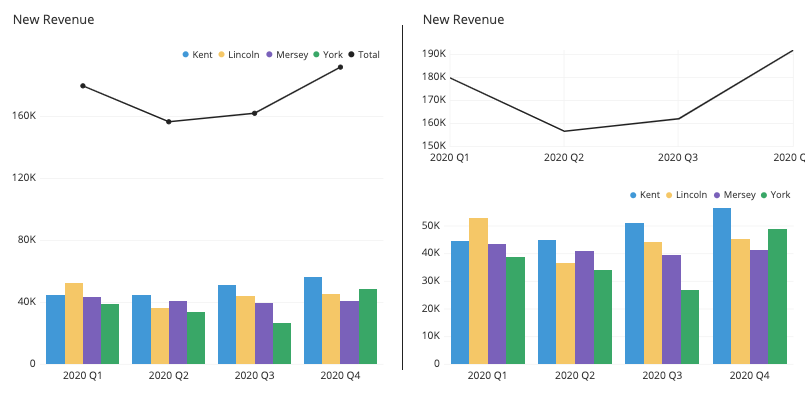 New Revenue
Kent Lincoln Mersey York Total
160K
120K
80K
40K
0
2020 Q1 2020 Q2 2020 Q3 2020 Q4
New Revenue
190K
180K
170K
160K
150K
2020 Q1 2020 Q2 2020 Q3 2020 Q
Kent Lincoln Mersey York
50K
40K
30K
20K
10K
0
2020 Q1 2020 Q2 2020 Q3 2020 Q4